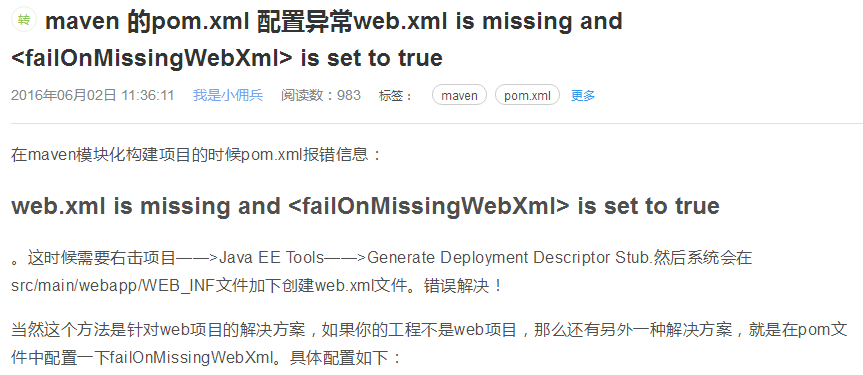 转 maven 的pom.xml 配置异常web.xml is missing and
<failOnMissingWebXml> is set to true
2016年06月02日 11:36:11 我是小佣兵 阅读数：983 标签： maven pom.xml 更多
在maven模块化构建项目的时候pom.xml报错信息：
web.xml is missing and <failOnMissingWebXml> is set to true
。这时候需要右击项目——>Java EE Tools——>Generate Deployment Descriptor Stub.然后系统会在
src/main/webapp/WEB_INF文件加下创建web.xml文件。错误解决！
当然这个方法是针对web项目的解决方案，如果你的工程不是web项目，那么还有另外一种解决方案，就是在pom文
件中配置一下failOnMissingWebXml。具体配置如下：